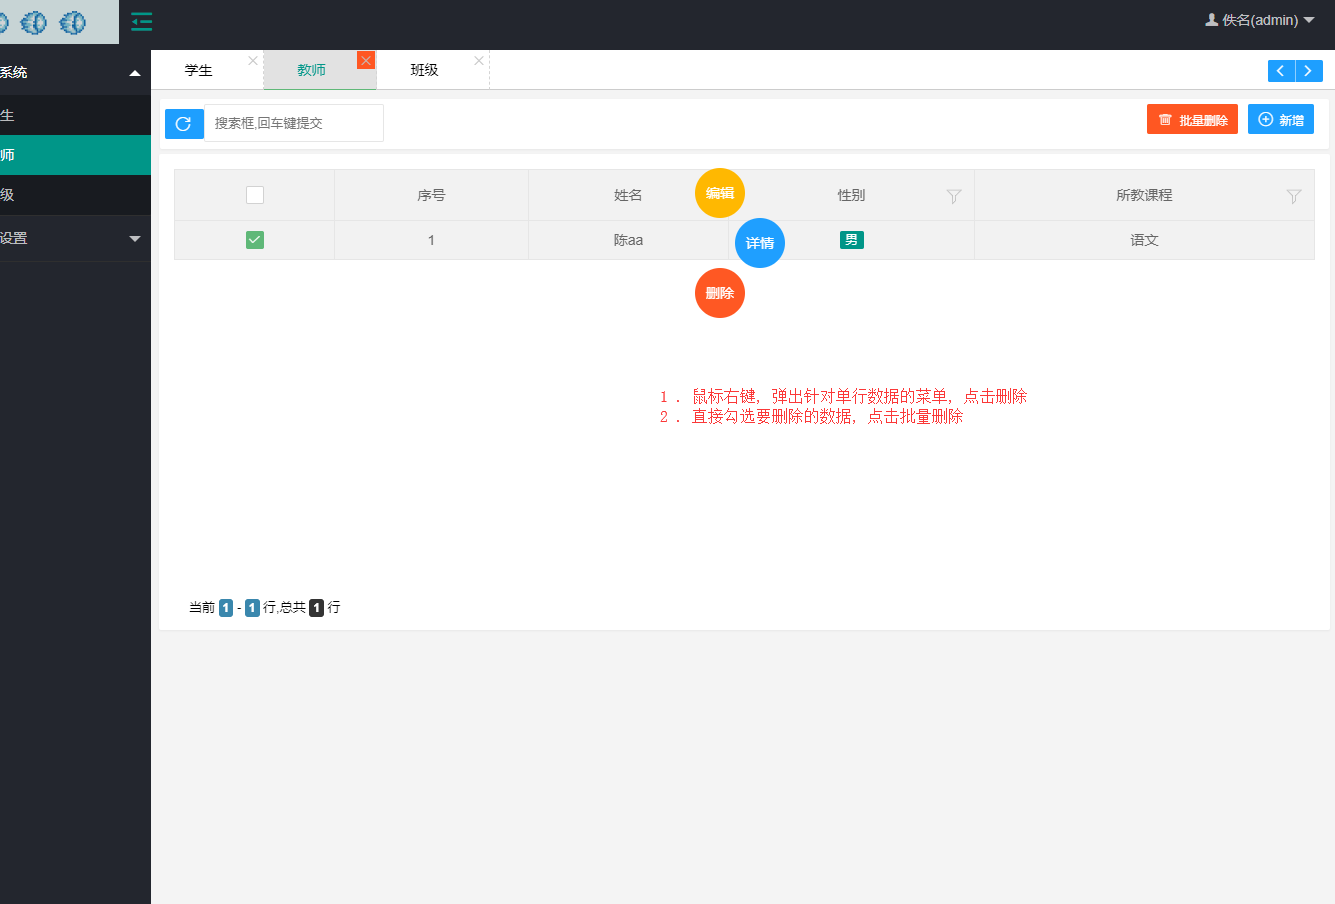 佚名(admin)
系统
生
师
级
设置
学生
教师
班级
搜索框,回车键提交
批量删除
新增
序号
姓名
编辑
性别
所教课程
1
陈aa
详情
男
语文
删除
1 . 鼠标右键, 弹出针对单行数据的菜单, 点击删除
2 . 直接勾选要删除的数据, 点击批量删除
当前 1 - 1 行,总共 1 行